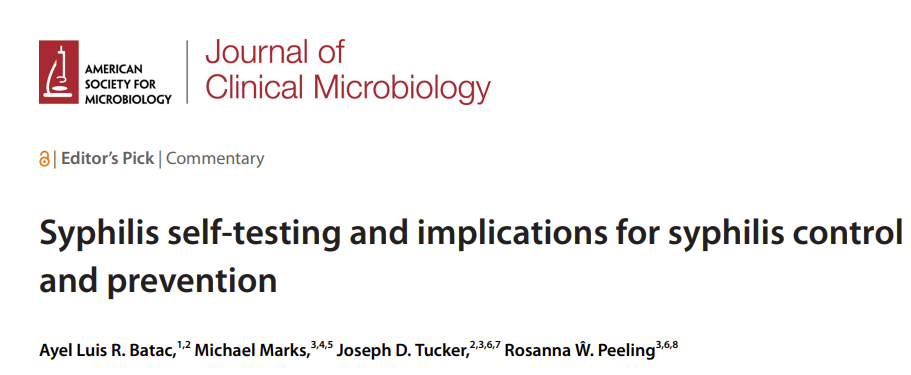 AMERICAN
SOCIETY FOR
MICROBIOLOGY
Journal of
Clinical Microbiology
| Editor's Pick | Commentary
Syphilis self-testing and implications for syphilis control
and prevention
Ayel Luis R. Batac,1,2 Michael Marks,3,4,5 Joseph D. Tucker,2,3,6,7 Rosanna Ŵ. Peeling3,6,8